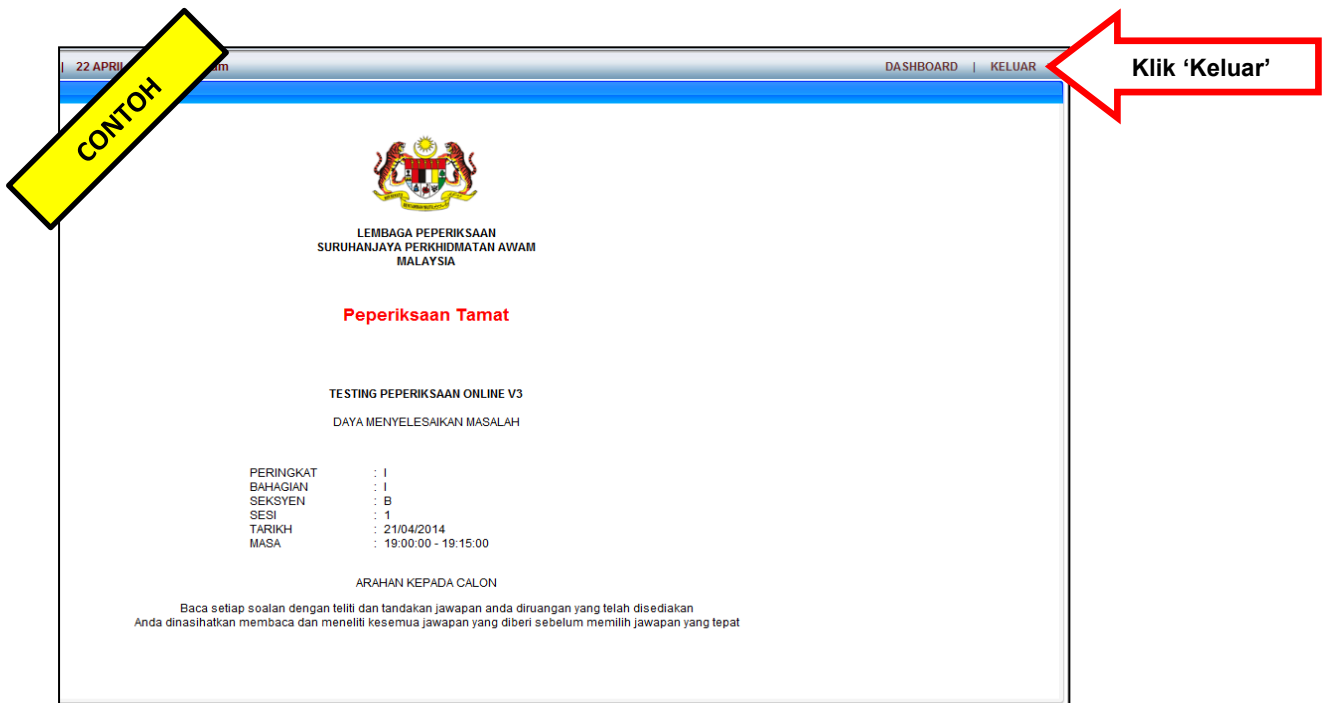 | 22 APRIL
DASHBOARD | KELUAR
Klik ‘Keluar’
CONTOH
LEMBAGA PEPERIKSAAN
SURUHANJAYA PERKHIDMATAN AWAM
MALAYSIA
Peperiksaan Tamat
TESTING PEPERIKSAAN ONLINE V3
DAYA MENYELESAIKAN MASALAH
PERINGKAT : I
BAHAGIAN : I
SEKSYEN : B
SESI : 1
TARIKH : 21/04/2014
MASA : 19:00:00 - 19:15:00
ARAHAN KEPADA CALON
Baca setiap soalan dengan teliti dan tandakan jawapan anda diruangan yang telah disediakan
Anda dinasihatkan membaca dan meneliti kesemua jawapan yang diberi sebelum memilih jawapan yang tepat